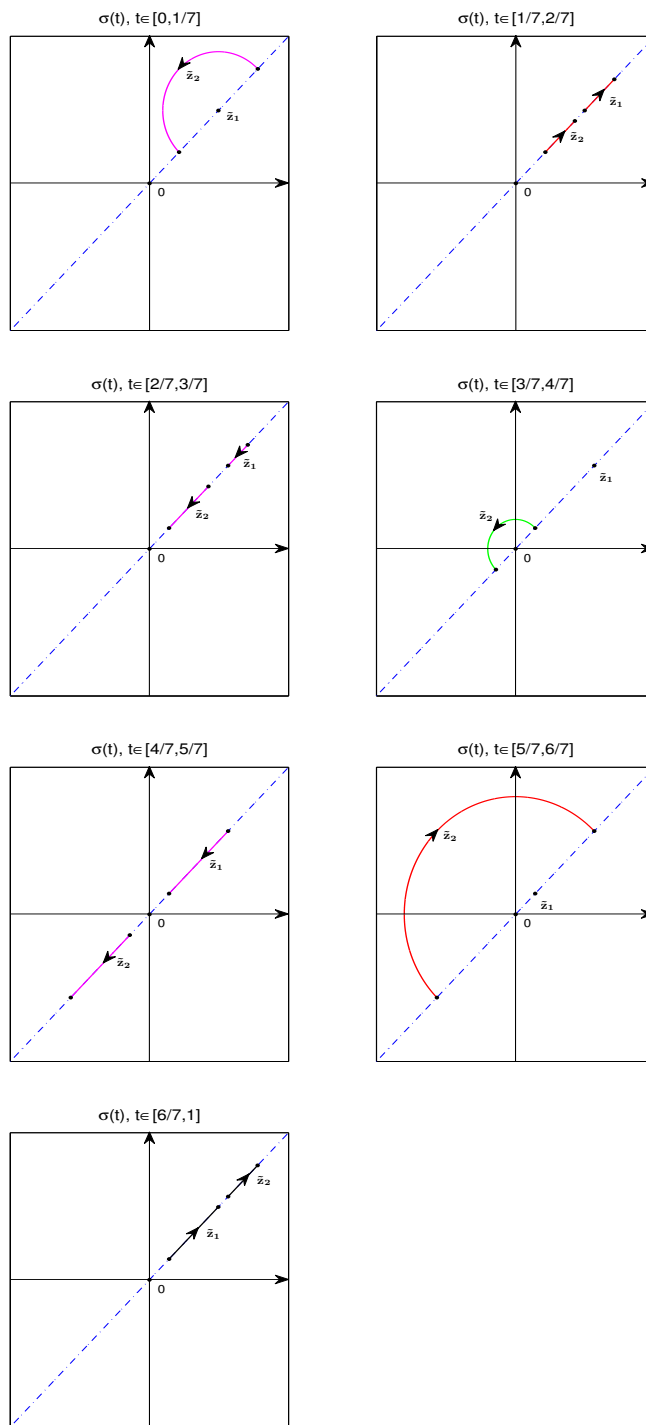 σ(t), t∈[0,1/7]
z̃₂
z̃₁
0
σ(t), t∈[1/7,2/7]
z̃₁
z̃₂
0
σ(t), t∈[2/7,3/7]
z̃₁
z̃₂
0
σ(t), t∈[3/7,4/7]
z̃₁
z̃₂
0
σ(t), t∈[4/7,5/7]
z̃₁
0
z̃₂
σ(t), t∈[5/7,6/7]
z̃₂
z̃₁
0
σ(t), t∈[6/7,1]
z̃₂
z̃₁
0